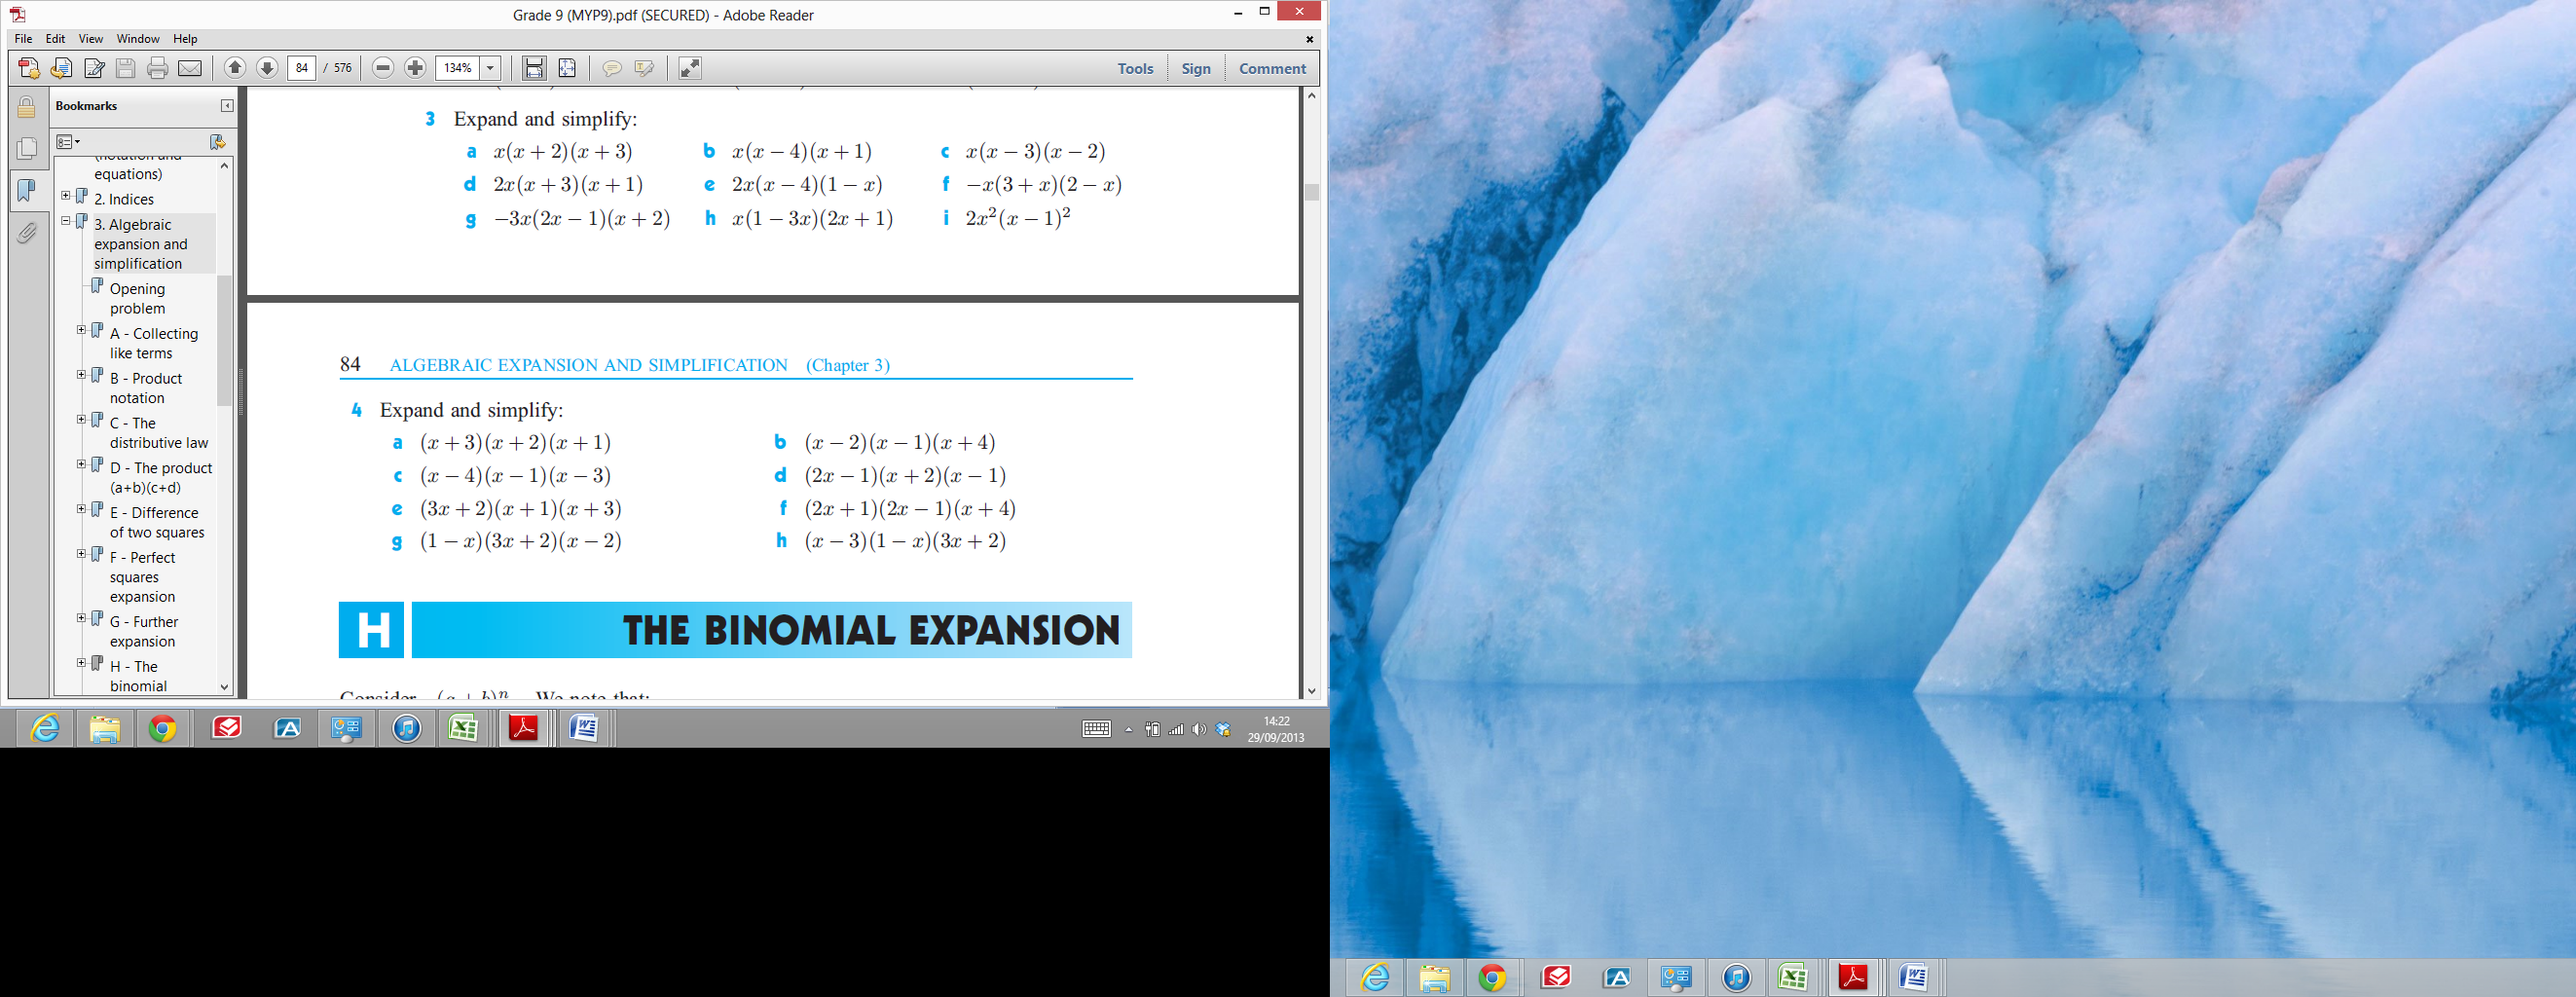 Grade 9 (MYP9).pdf (SECURED) - Adobe Reader
File Edit View Window Help
84 / 576 134% Tools Sign Comment
Bookmarks
(notation and
equations)
2. Indices
3. Algebraic
expansion and
simplification
Opening
problem
A - Collecting
like terms
B - Product
notation
C - The
distributive law
D - The product
(a+b)(c+d)
E - Difference
of two squares
F - Perfect
squares
expansion
G - Further
expansion
H - The
binomial
3 Expand and simplify:
a x(x + 2)(x + 3) b x(x − 4)(x + 1) c x(x − 3)(x − 2)
d 2x(x + 3)(x + 1) e 2x(x − 4)(1 − x) f −x(3 + x)(2 − x)
g −3x(2x − 1)(x + 2) h x(1 − 3x)(2x + 1) i 2x²(x − 1)²
84 ALGEBRAIC EXPANSION AND SIMPLIFICATION (Chapter 3)
4 Expand and simplify:
a (x + 3)(x + 2)(x + 1) b (x − 2)(x − 1)(x + 4)
c (x − 4)(x − 1)(x − 3) d (2x − 1)(x + 2)(x − 1)
e (3x + 2)(x + 1)(x + 3) f (2x + 1)(2x − 1)(x + 4)
g (1 − x)(3x + 2)(x − 2) h (x − 3)(1 − x)(3x + 2)
H THE BINOMIAL EXPANSION
Consider (a + b)ⁿ. We note that:
14:22
29/09/2013